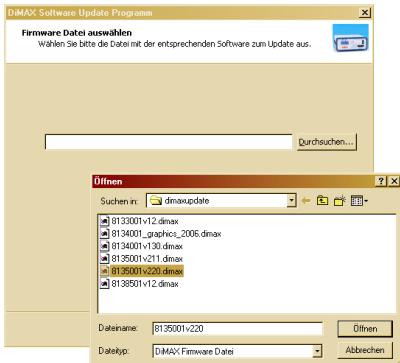 DiMAX Software Update Programm
Firmware Datei auswählen
Wählen Sie bitte die Datei mit der entsprechenden Software zum Update aus.
Durchsuchen...
Öffnen
Suchen in: dimaxupdate
8133001v12.dimax
8134001_graphics_2006.dimax
8134001v130.dimax
8135001v211.dimax
8135001v220.dimax
8138501v12.dimax
Dateiname: 8135001v220 Öffnen
Dateityp: DiMAX Firmware Datei Abbrechen